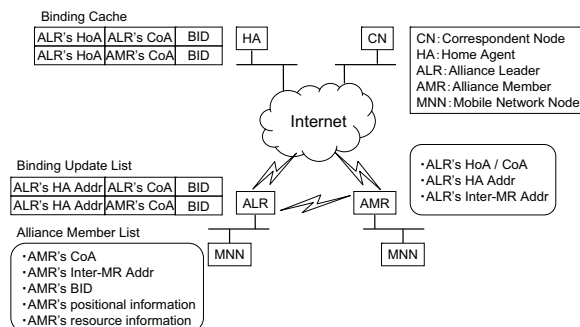 Binding Cache
ALR's HoA ALR's CoA BID
ALR's HoA AMR's CoA BID
HA
CN
CN:Correspondent Node
HA:Home Agent
ALR:Alliance Leader
AMR:Alliance Member
MNN:Mobile Network Node
Internet
Binding Update List
ALR's HA Addr ALR's CoA BID
ALR's HA Addr AMR's CoA BID
ALR
AMR
・ALR's HoA / CoA
・ALR's HA Addr
・ALR's Inter-MR Addr
MNN
MNN
Alliance Member List
・AMR's CoA
・AMR's Inter-MR Addr
・AMR's BID
・AMR's positional information
・AMR's resource information